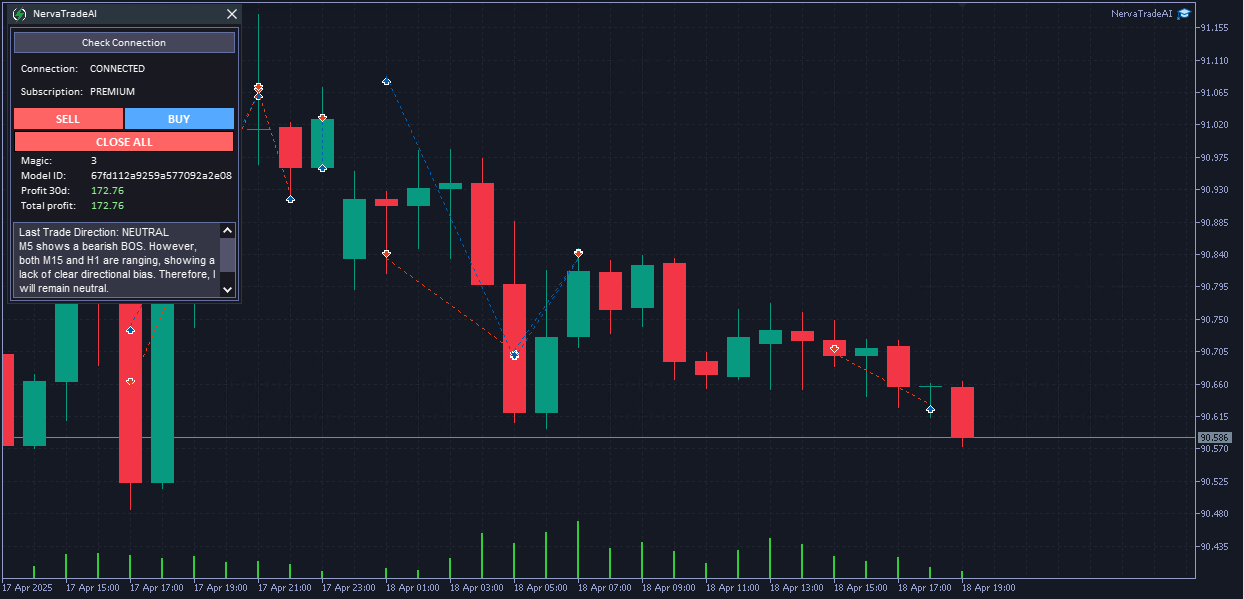 NervaTradeAI
Check Connection
Connection: CONNECTED
Subscription: PREMIUM
SELL BUY
CLOSE ALL
Magic: 3
Model ID: 67fd112a9259a577092a2e08
Profit 30d: 172.76
Total profit: 172.76
Last Trade Direction: NEUTRAL
M5 shows a bearish BOS. However,
both M15 and H1 are ranging, showing a
lack of clear directional bias. Therefore, I
will remain neutral.
NervaTradeAI
91.155
91.110
91.065
91.020
90.975
90.930
90.885
90.840
90.795
90.750
90.705
90.660
90.615
90.586
90.570
90.525
90.480
90.435
17 Apr 2025 17 Apr 15:00 17 Apr 17:00 17 Apr 19:00 17 Apr 21:00 17 Apr 23:00 18 Apr 01:00 18 Apr 03:00 18 Apr 05:00 18 Apr 07:00 18 Apr 09:00 18 Apr 11:00 18 Apr 13:00 18 Apr 15:00 18 Apr 17:00 18 Apr 19:00